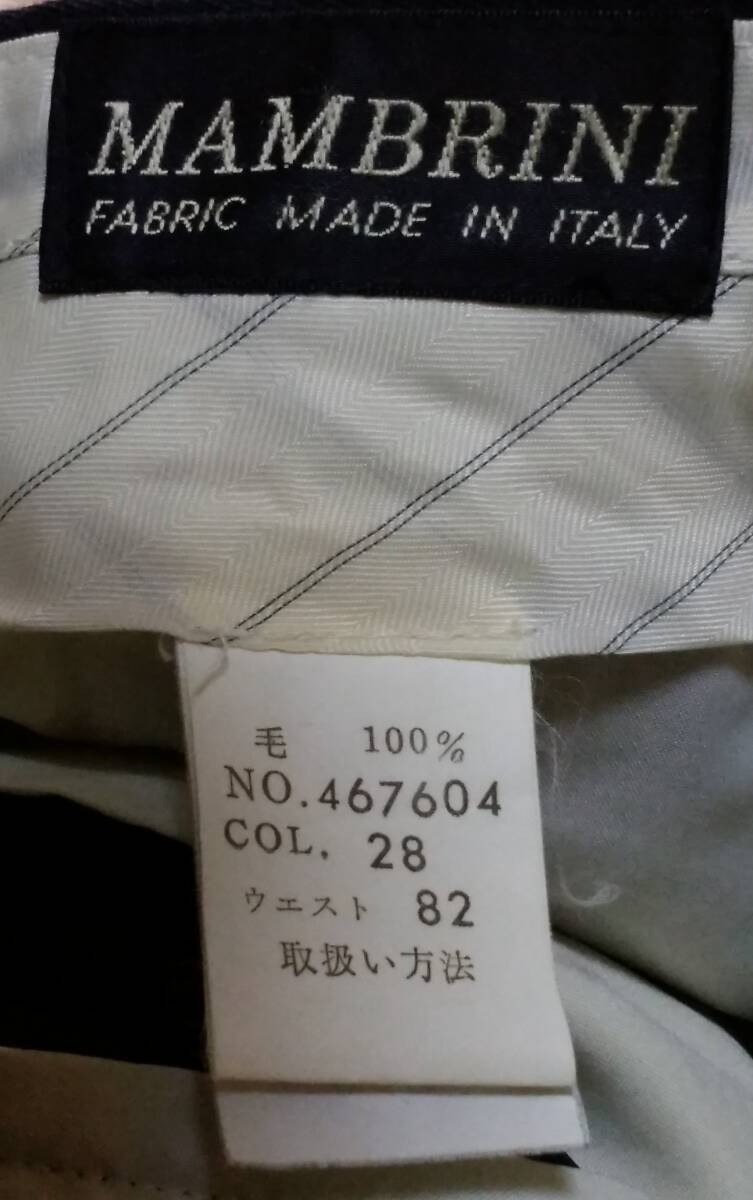 MAMBRINI
FABRIC MADE IN ITALY
毛 100%
NO.467604
COL. 28
ウエスト 82
取扱い方法